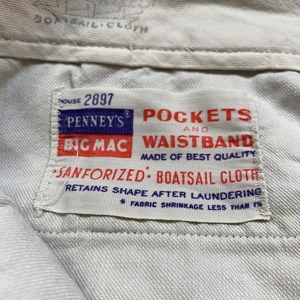 BOATSAIL-CLOTH
HOUSE 2897
PENNEY'S
BIG MAC
POCKETS
AND
WAISTBAND
MADE OF BEST QUALITY
*SANFORIZED* BOATSAIL CLOTH
RETAINS SHAPE AFTER LAUNDERING
* FABRIC SHRINKAGE LESS THAN 1%